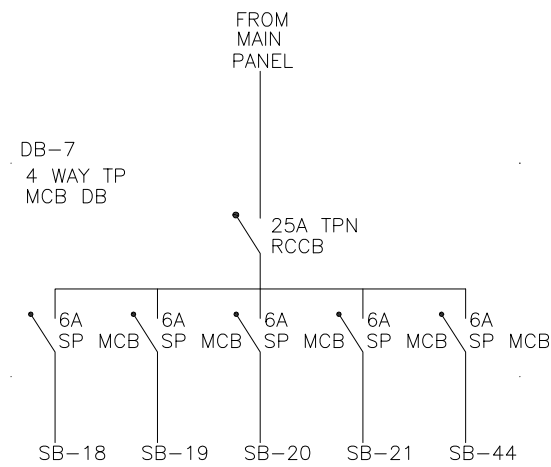 FROM
MAIN
PANEL
DB-7
4 WAY TP
MCB DB
25A TPN
RCCB
6A
SP MCB
6A
SP MCB
6A
SP MCB
6A
SP MCB
6A
SP MCB
SB-18
SB-19
SB-20
SB-21
SB-44